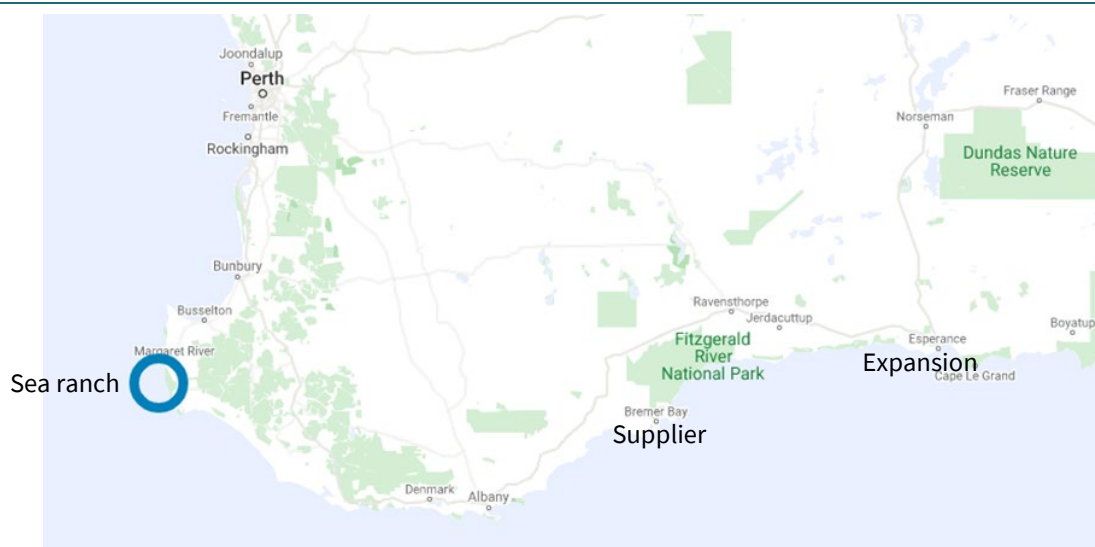 Joondalup
Perth
Fremantle
Rockingham
Fraser Range
Norseman
Dundas Nature
Reserve
Bunbury
Busselton
Margaret River
Sea ranch
Ravensthorpe
Jerdacuttup
Fitzgerald
River
National Park
Esperance
Boyatup
Expansion
Cape Le Grand
Bremer Bay
Supplier
Denmark
Albany